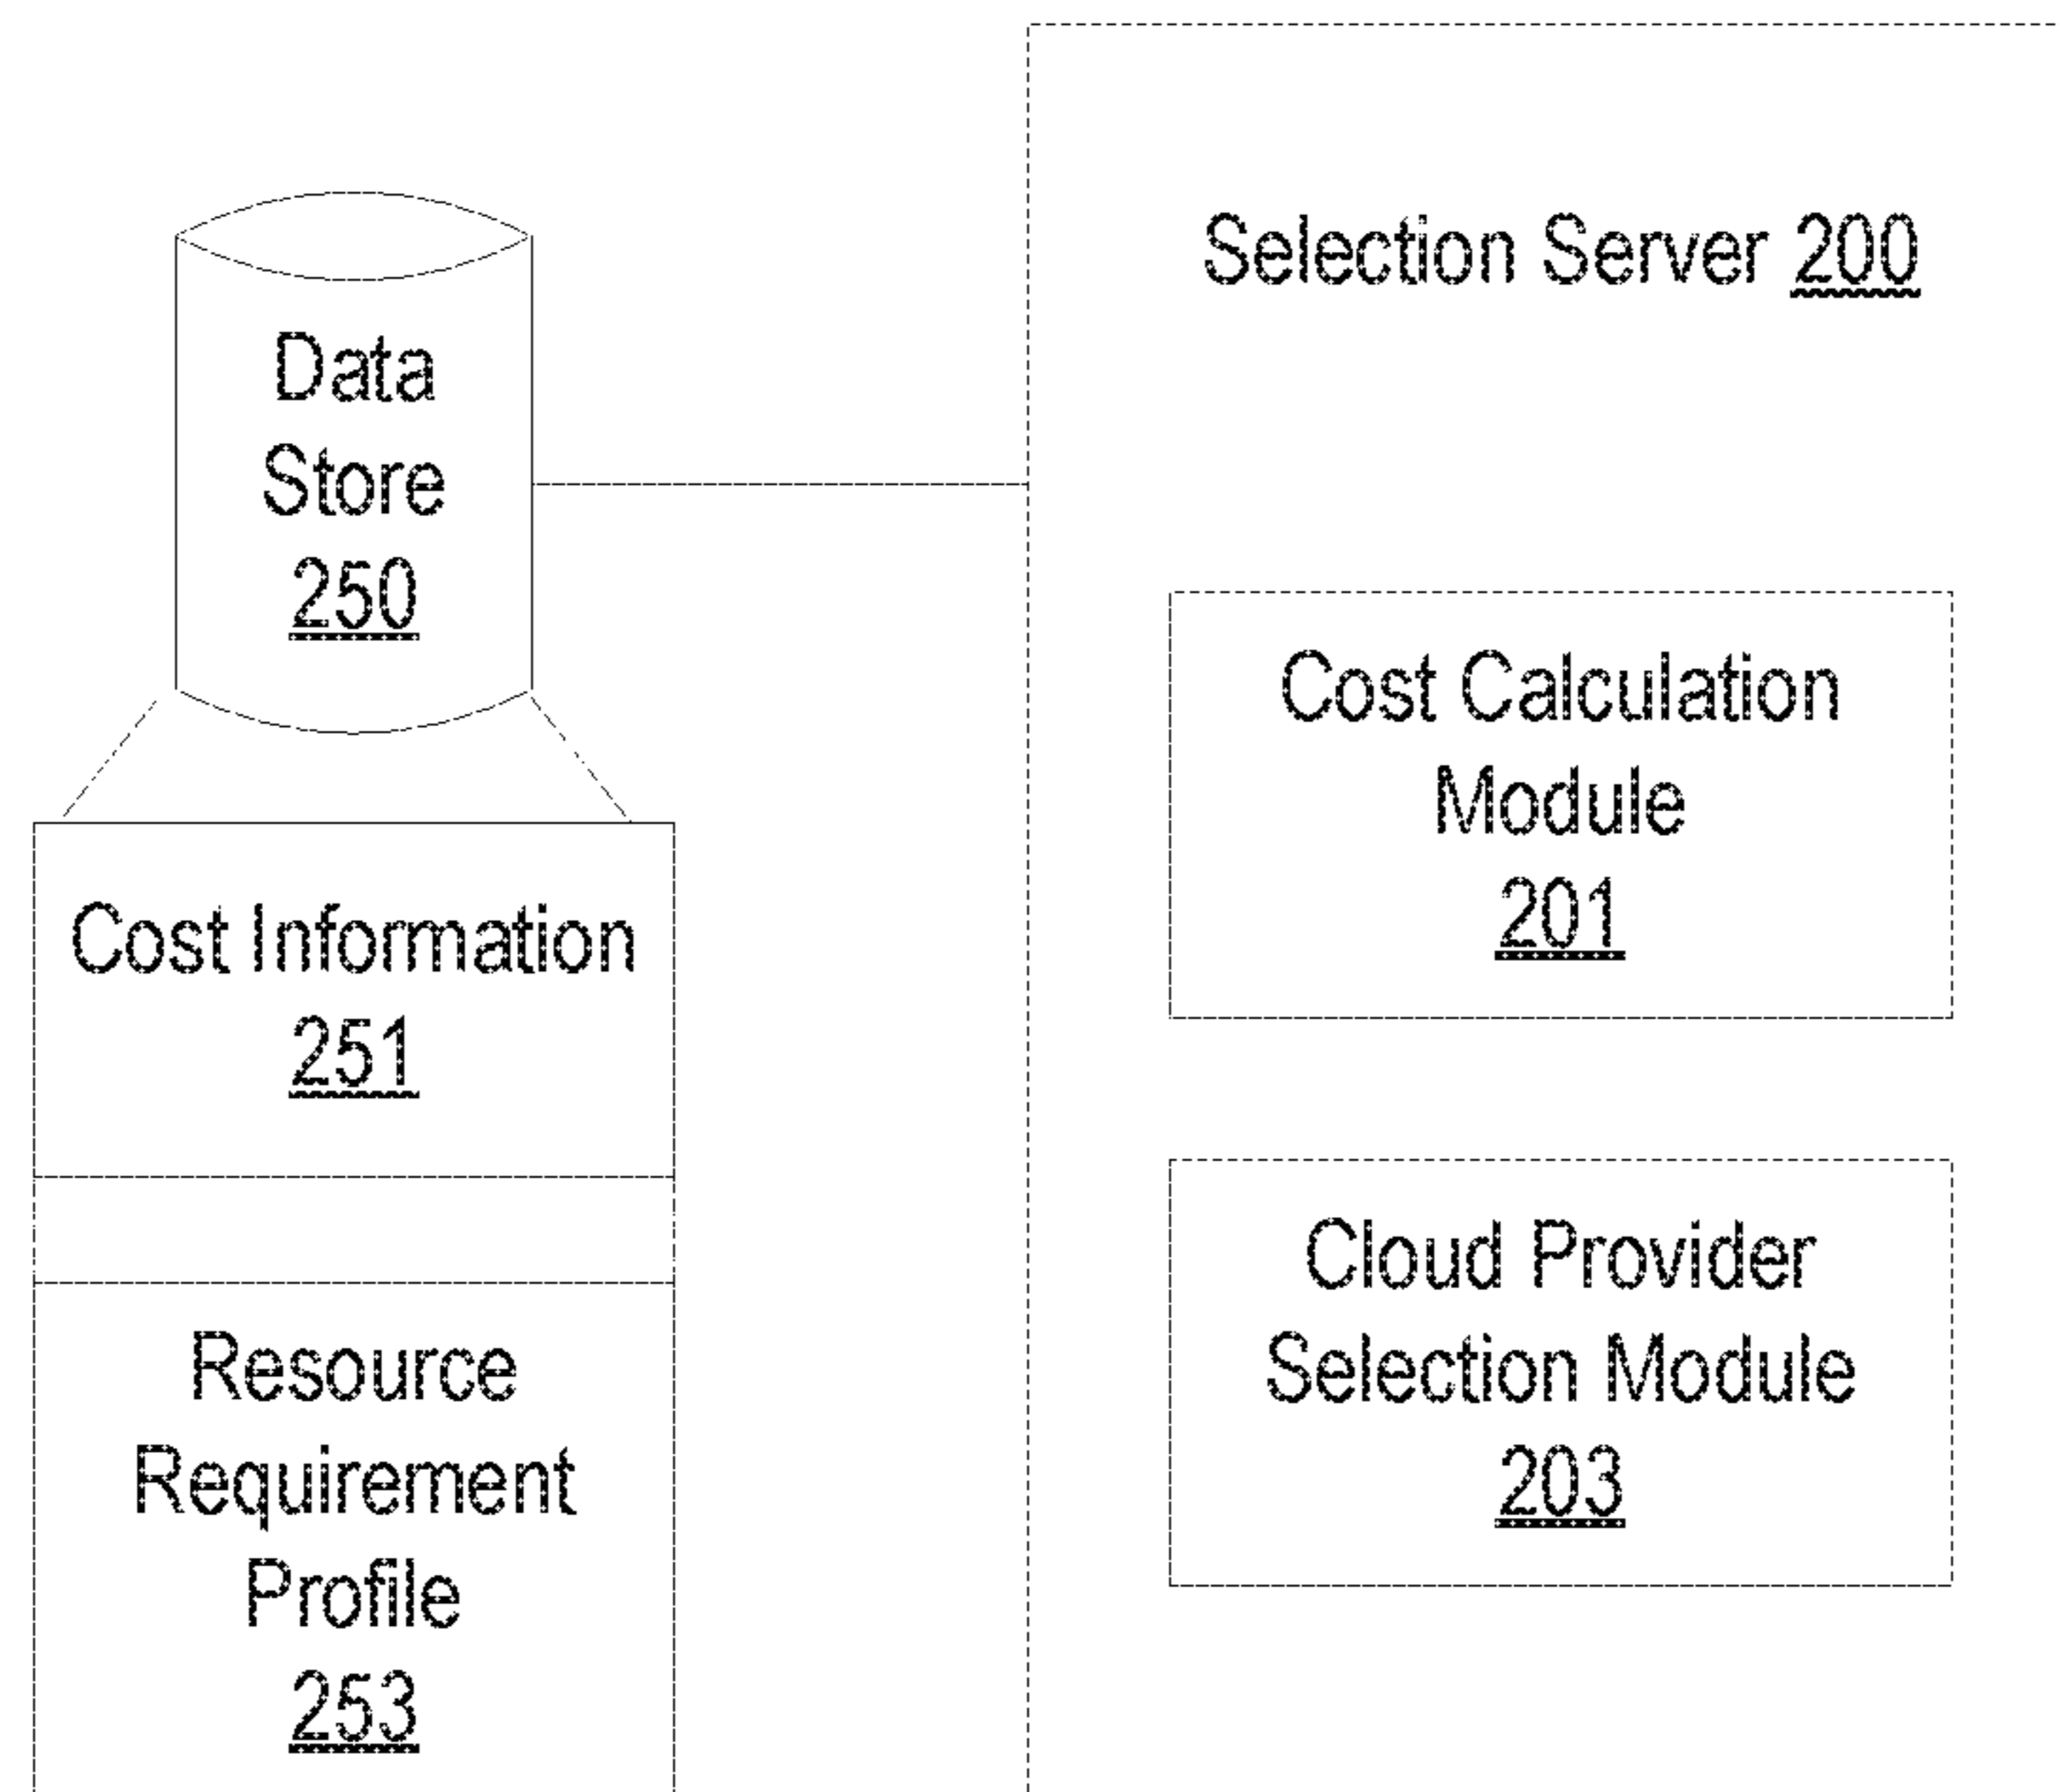 Data
Store
250
Cost Information
251
Resource
Requirement
Profile
253
Selection Server 200
Cost Calculation
Module
201
Cloud Provider
Selection Module
203